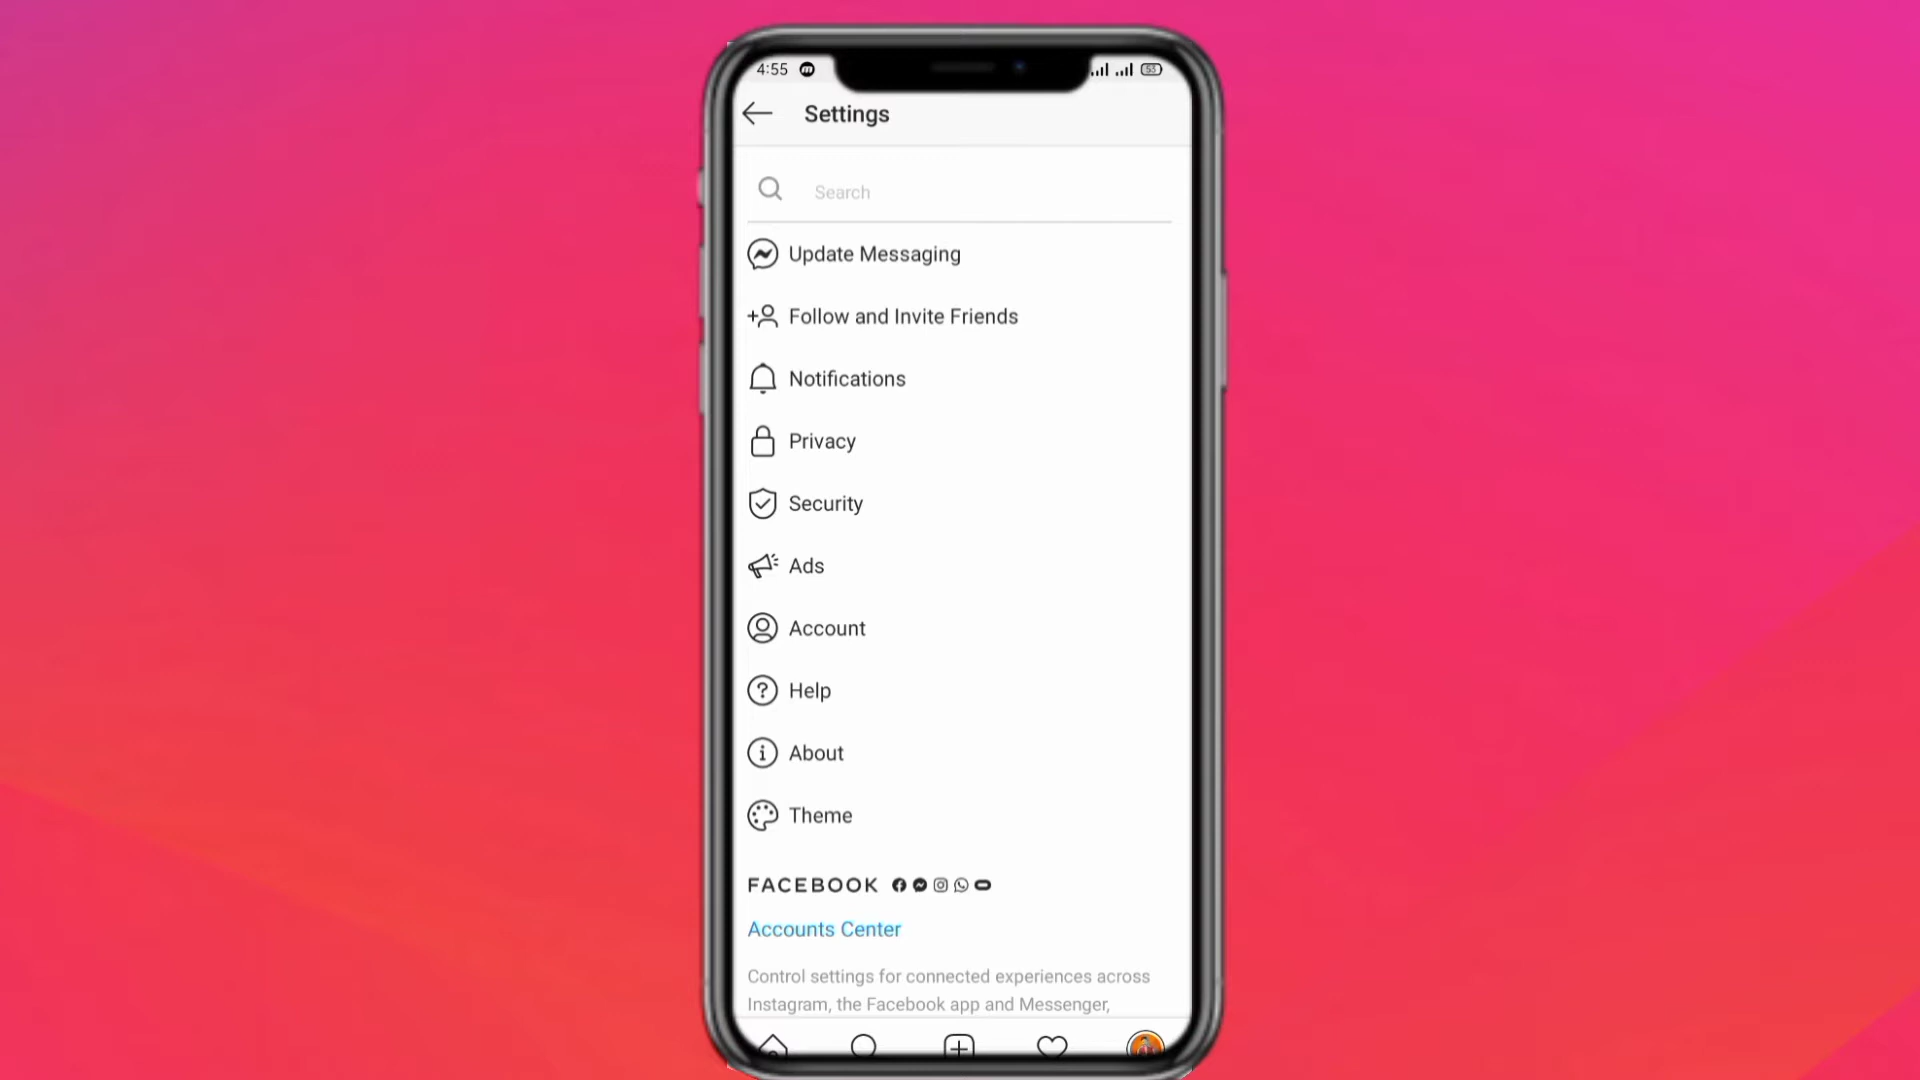 4:55
53
Settings
Search
Update Messaging
Follow and Invite Friends
Notifications
Privacy
Security
Ads
Account
Help
About
Theme
FACEBOOK
Accounts Center
Control settings for connected experiences across
Instagram, the Facebook app and Messenger,